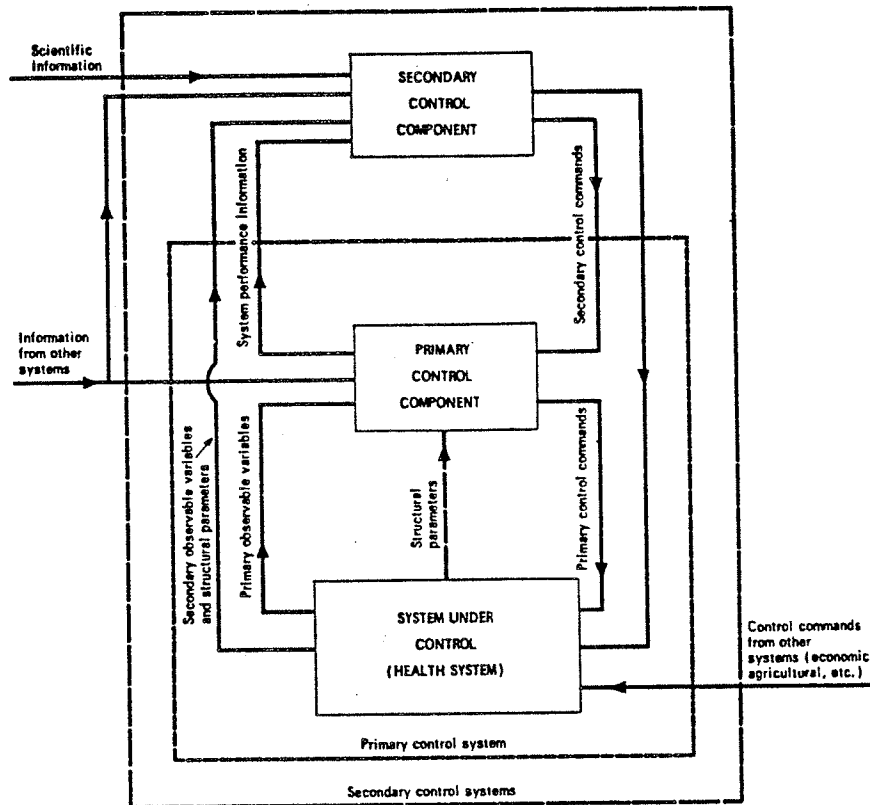 Scientific
Information
SECONDARY
CONTROL
COMPONENT
System performance information
Secondary control commands
Information
from other
systems
PRIMARY
CONTROL
COMPONENT
Secondary observable variables
and structural parameters
Primary observable variables
Structural
parameters
Primary control commands
SYSTEM UNDER
CONTROL
(HEALTH SYSTEM)
Control commands
from other
systems (economic,
agricultural, etc.)
Primary control system
Secondary control systems